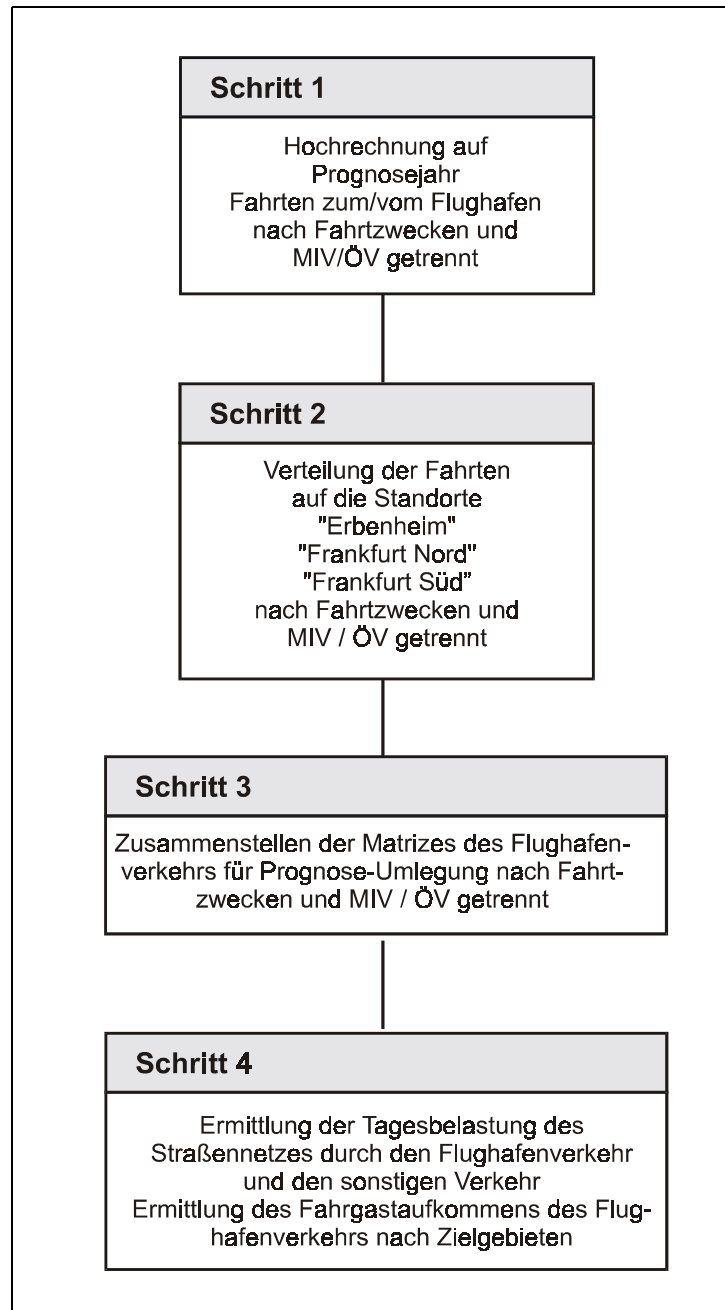 Schritt 1
Hochrechnung auf
Prognosejahr
Fahrten zum/vom Flughafen
nach Fahrtzwecken und
MIV/ÖV getrennt
Schritt 2
Verteilung der Fahrten
auf die Standorte
"Erbenheim"
"Frankfurt Nord"
"Frankfurt Süd”
nach Fahrtzwecken und
MIV / ÖV getrennt
Schritt 3
Zusammenstellen der Matrizes des Flughafen-
verkehrs für Prognose-Umlegung nach Fahrt-
zwecken und MIV / ÖV getrennt
Schritt 4
Ermittlung der Tagesbelastung des
Straßennetzes durch den Flughafenverkehr
und den sonstigen Verkehr
Ermittlung des Fahrgastaufkommens des Flug-
hafenverkehrs nach Zielgebieten